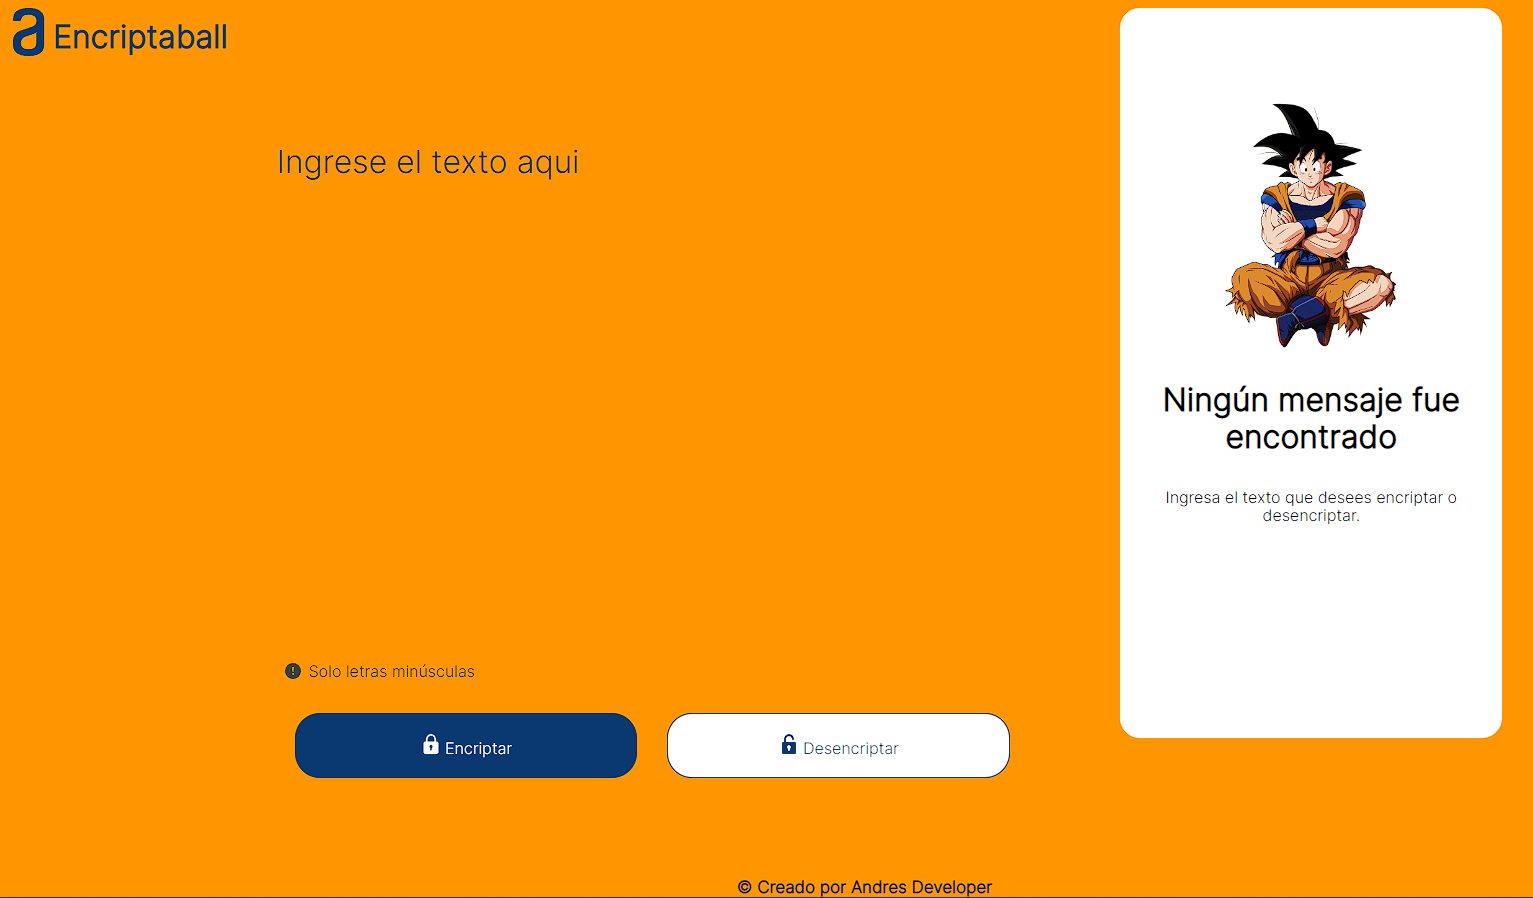 a Encriptaball
Ingrese el texto aqui
Ningún mensaje fue
encontrado
Ingresa el texto que desees encriptar o
desencriptar.
Solo letras minúsculas
Encriptar
Desencriptar
© Creado por Andres Developer